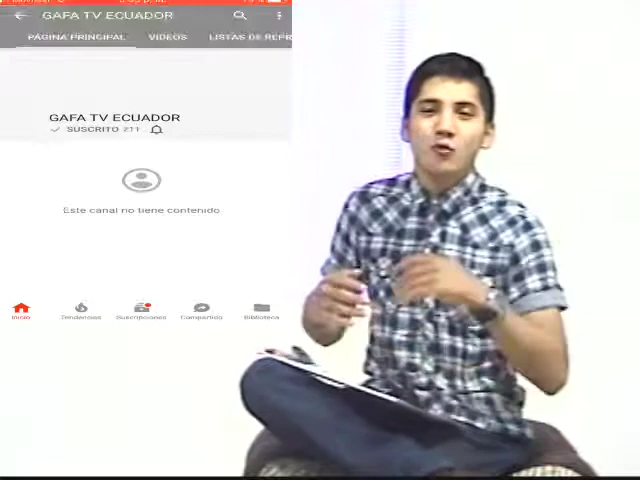 GAFA TV ECUADOR
PÁGINA PRINCIPAL VIDEOS LISTAS DE REPR
GAFA TV ECUADOR
SUSCRITO 211
Este canal no tiene contenido
Inicio Tendencias Suscripciones Compartido Biblioteca